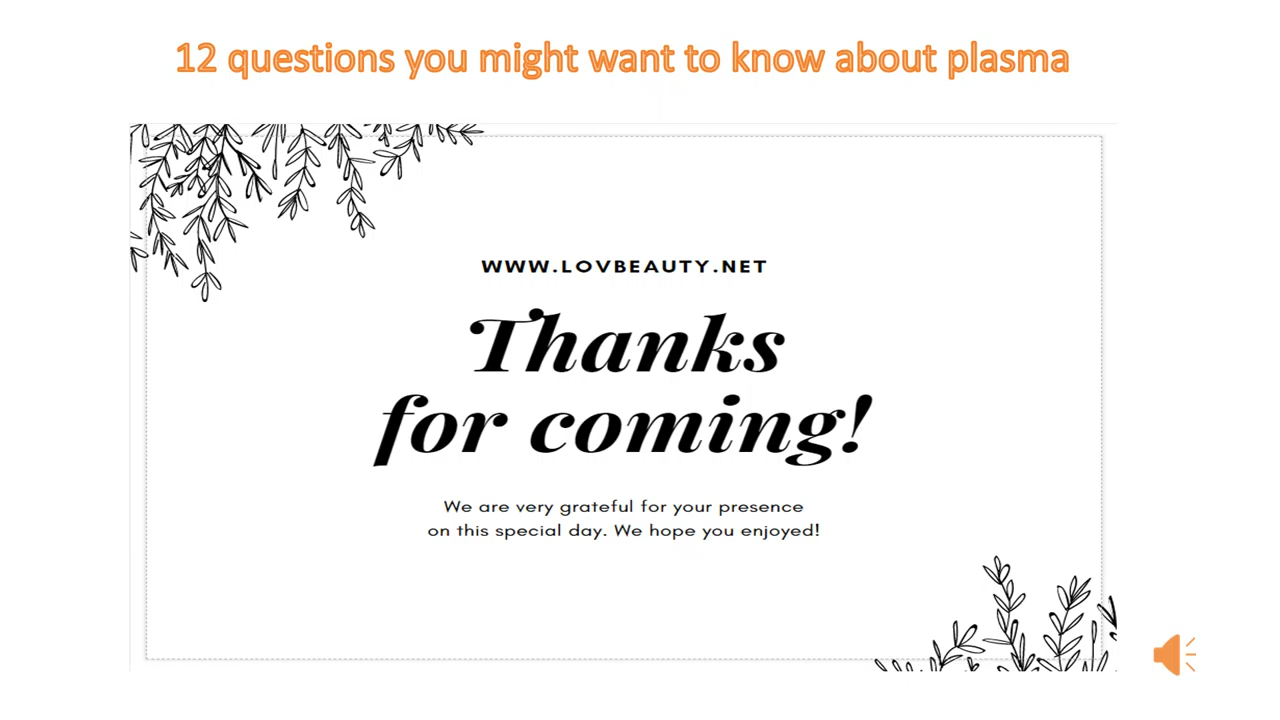 12 questions you might want to know about plasma
WWW.LOVBEAUTY.NET
Thanks
for coming!
We are very grateful for your presence
on this special day. We hope you enjoyed!